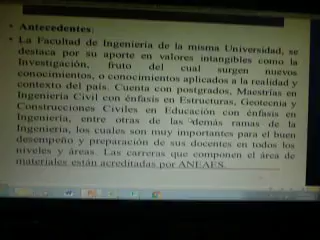 • Antecedentes:
• La Facultad de Ingeniería de la misma Universidad, se
destaca por su aporte en valores intangibles como la
Investigación, fruto del cual surgen nuevos
conocimientos, o conocimientos aplicados a la realidad y
contexto del país. Cuenta con postgrados, Maestrías en
Ingeniería Civil con énfasis en Estructuras, Geotecnia y
Construcciones Civiles en Educación con énfasis en
Ingeniería, entre otras de las demás ramas de la
Ingeniería, los cuales son muy importantes para el buen
desempeño y preparación de sus docentes en todos los
niveles y áreas. Las carreras que componen el área de
materiales están acreditadas por ANEAES.